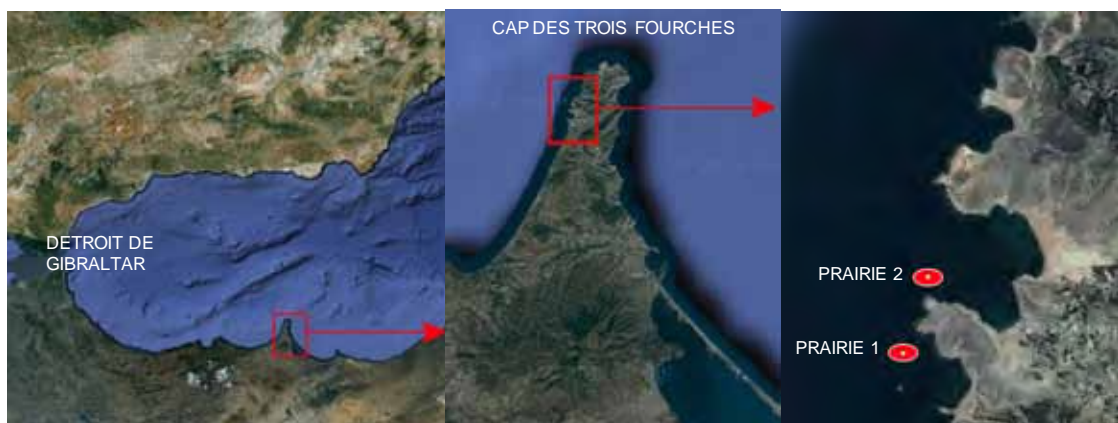 DETROIT DE
GIBRALTAR
CAP DES TROIS FOURCHES
PRAIRIE 2
PRAIRIE 1